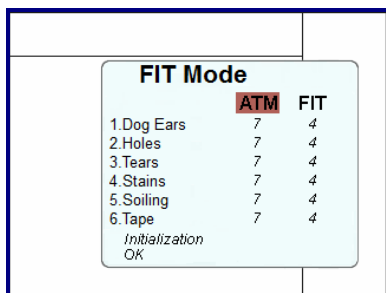 FIT Mode
ATM FIT
1.Dog Ears 7 4
2.Holes 7 4
3.Tears 7 4
4.Stains 7 4
5.Soiling 7 4
6.Tape 7 4
Initialization
OK